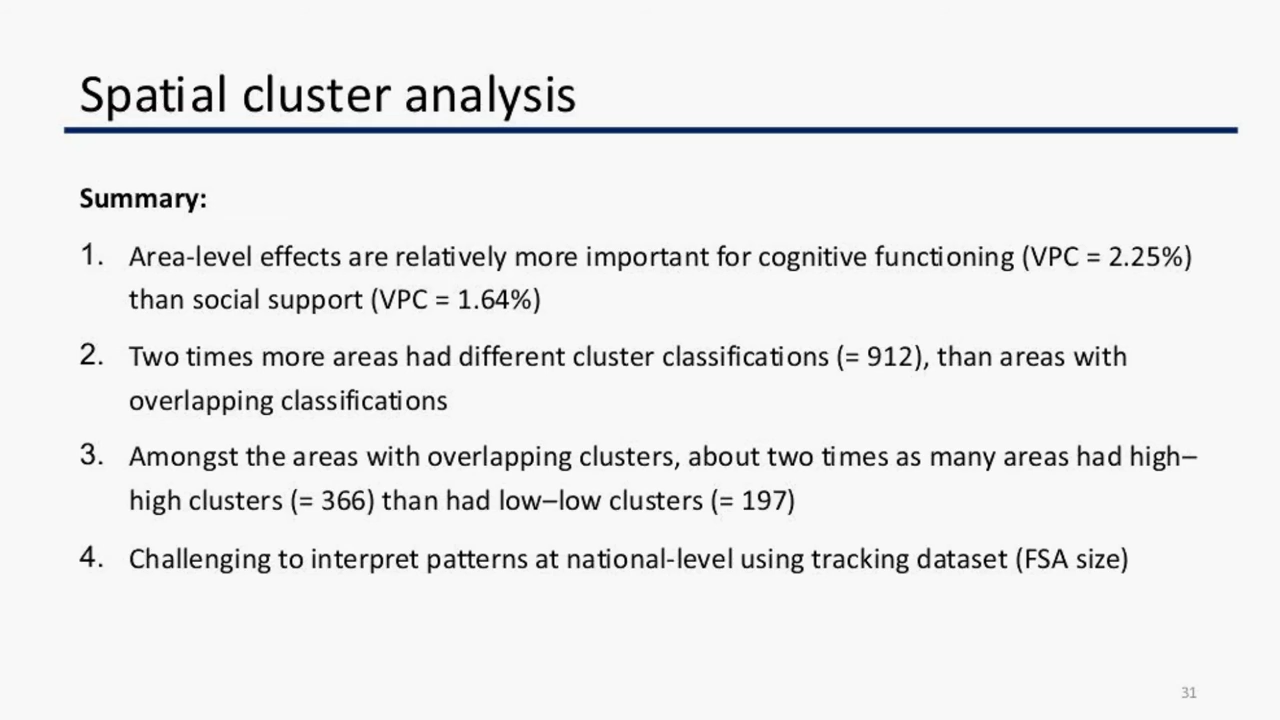 Spatial cluster analysis
Summary:
1. Area-level effects are relatively more important for cognitive functioning (VPC = 2.25%)
than social support (VPC = 1.64%)
2. Two times more areas had different cluster classifications (= 912), than areas with
overlapping classifications
3. Amongst the areas with overlapping clusters, about two times as many areas had high–
high clusters (= 366) than had low–low clusters (= 197)
4. Challenging to interpret patterns at national-level using tracking dataset (FSA size)
31